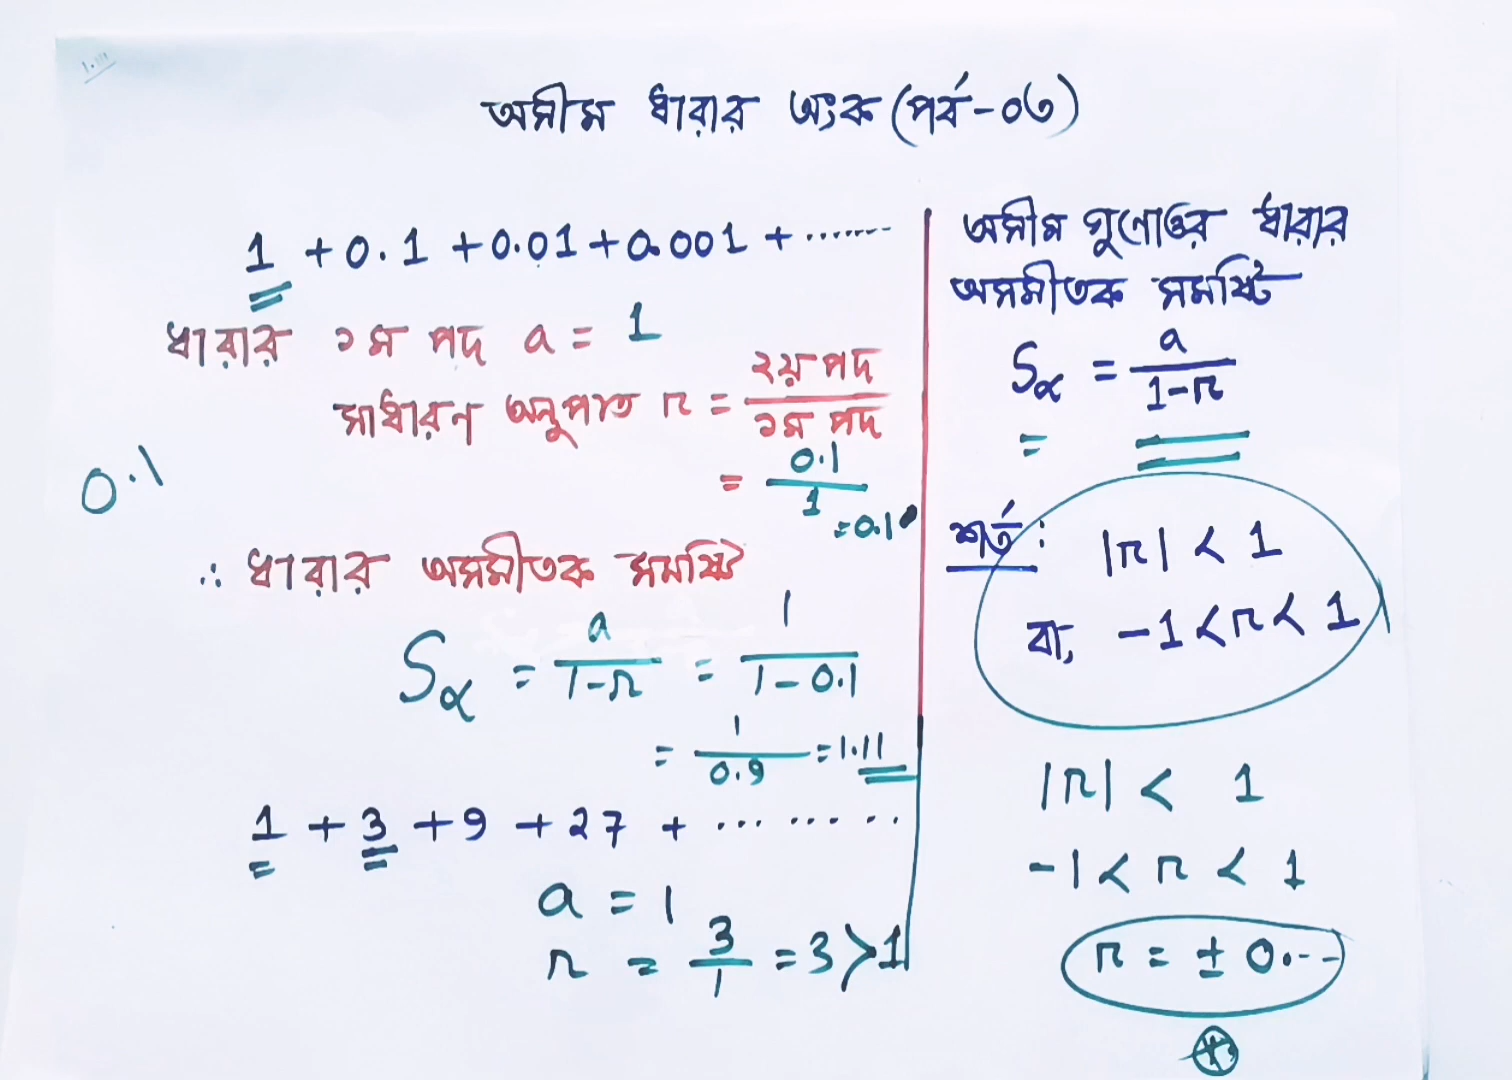 1.111
অসীম ধারার অংক (পর্ব-০৩)
1 + 0.1 + 0.01 + 0.001 + .......
ধারার ১ম পদ a = 1
সাধারণ অনুপাত r = ২য় পদ / ১ম পদ
= 0.1 / 1 = 0.1
0.1
∴ ধারার অসমীতক সমষ্টি
S∝ = a / 1-r = 1 / 1-0.1
= 1 / 0.9 = 1.11
1 + 3 + 9 + 27 + ... ... ..
a = 1
r = 3 / 1 = 3 > 1
অসীম গুণোত্তর ধারার
অসমীতক সমষ্টি
S∝ = a / 1-r
=
শর্ত : |r| < 1
বা, -1 < r < 1
|r| < 1
-1 < r < 1
r = ± 0.--